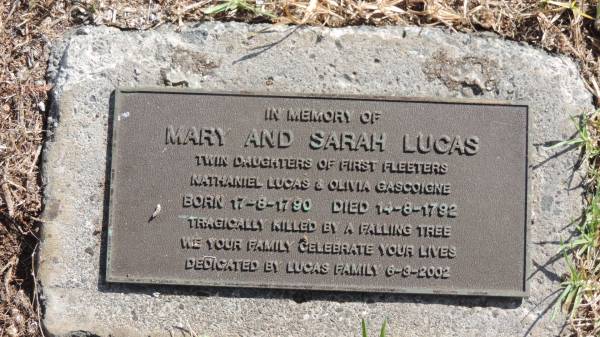 IN MEMORY OF
MARY AND SARAH LUCAS
TWIN DAUGHTERS OF FIRST FLEETERS
NATHANIEL LUCAS & OLIVIA GASCOIGNE
BORN 17-8-1790 DIED 14-8-1792
TRAGICALLY KILLED BY A FALLING TREE
WE YOUR FAMILY CELEBRATE YOUR LIVES
DEDICATED BY LUCAS FAMILY 6-3-2002